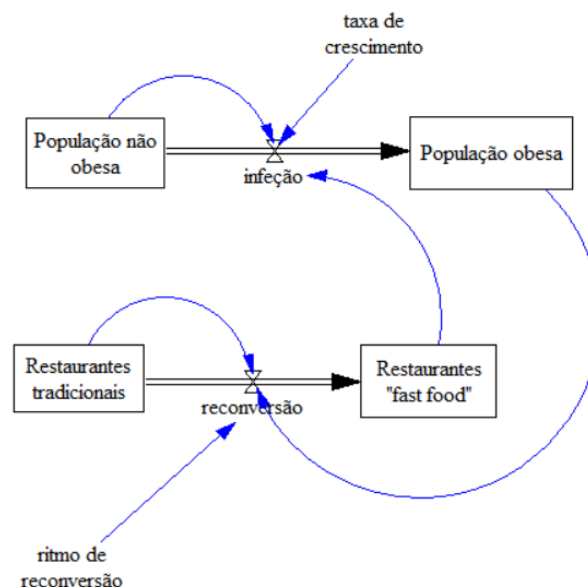 taxa de
crescimento
População não
obesa
População obesa
infeção
Restaurantes
tradicionais
Restaurantes
"fast food"
reconversão
ritmo de
reconversão